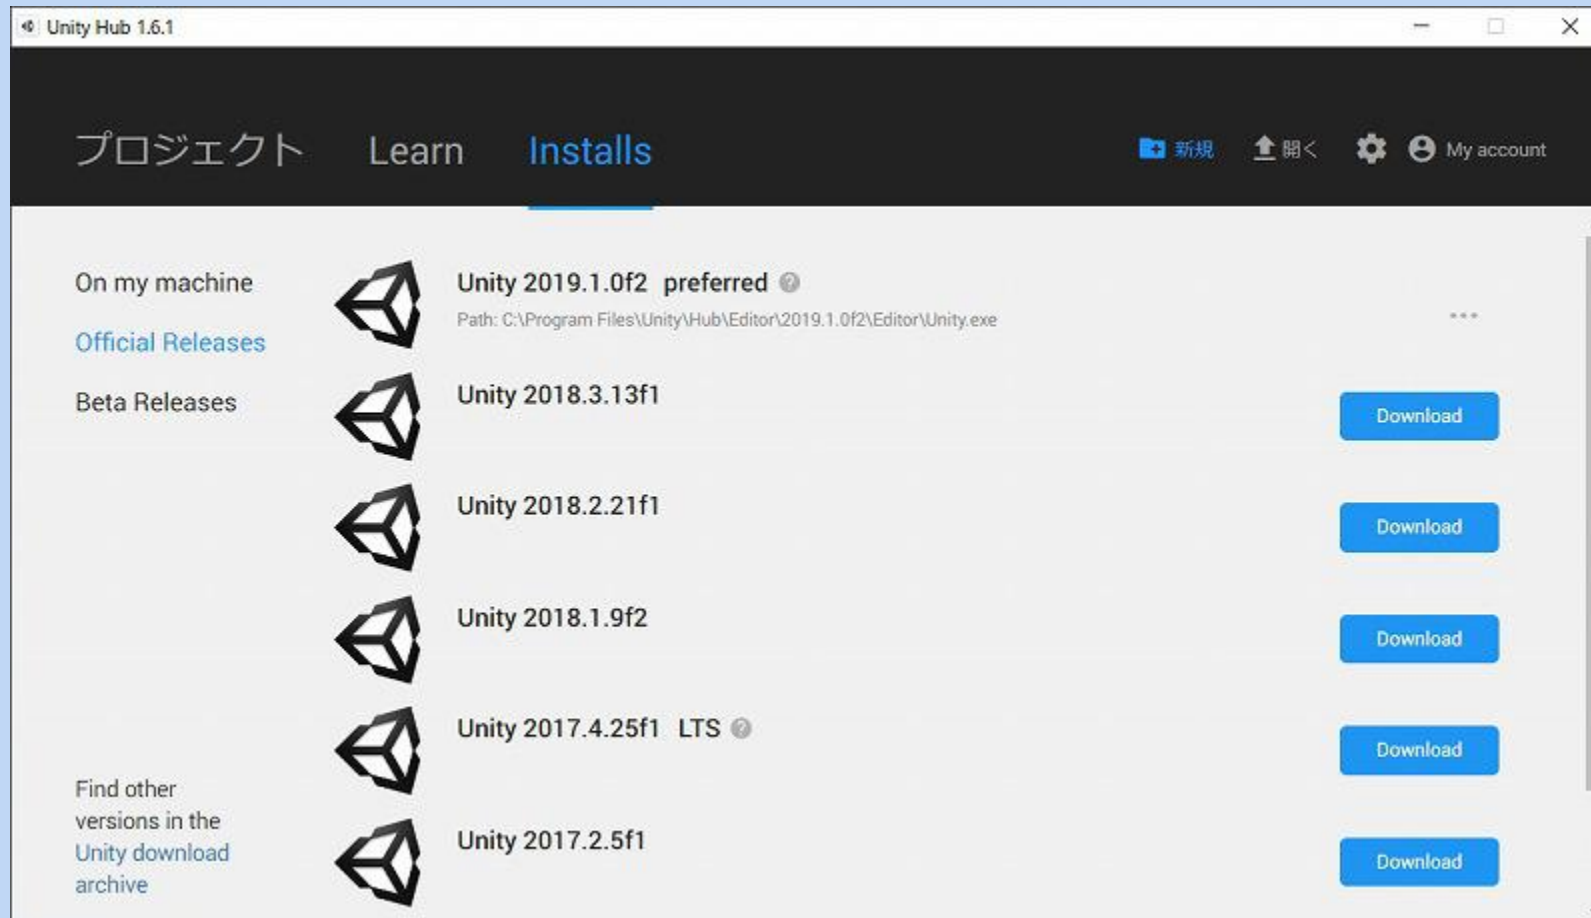 Unity Hub 1.6.1
プロジェクト Learn Installs 新規 開く My account
On my machine
Official Releases
Beta Releases
Find other
versions in the
Unity download
archive
Unity 2019.1.0f2 preferred ?
Path: C:\Program Files\Unity\Hub\Editor\2019.1.0f2\Editor\Unity.exe
Unity 2018.3.13f1
Download
Unity 2018.2.21f1
Download
Unity 2018.1.9f2
Download
Unity 2017.4.25f1 LTS ?
Download
Unity 2017.2.5f1
Download